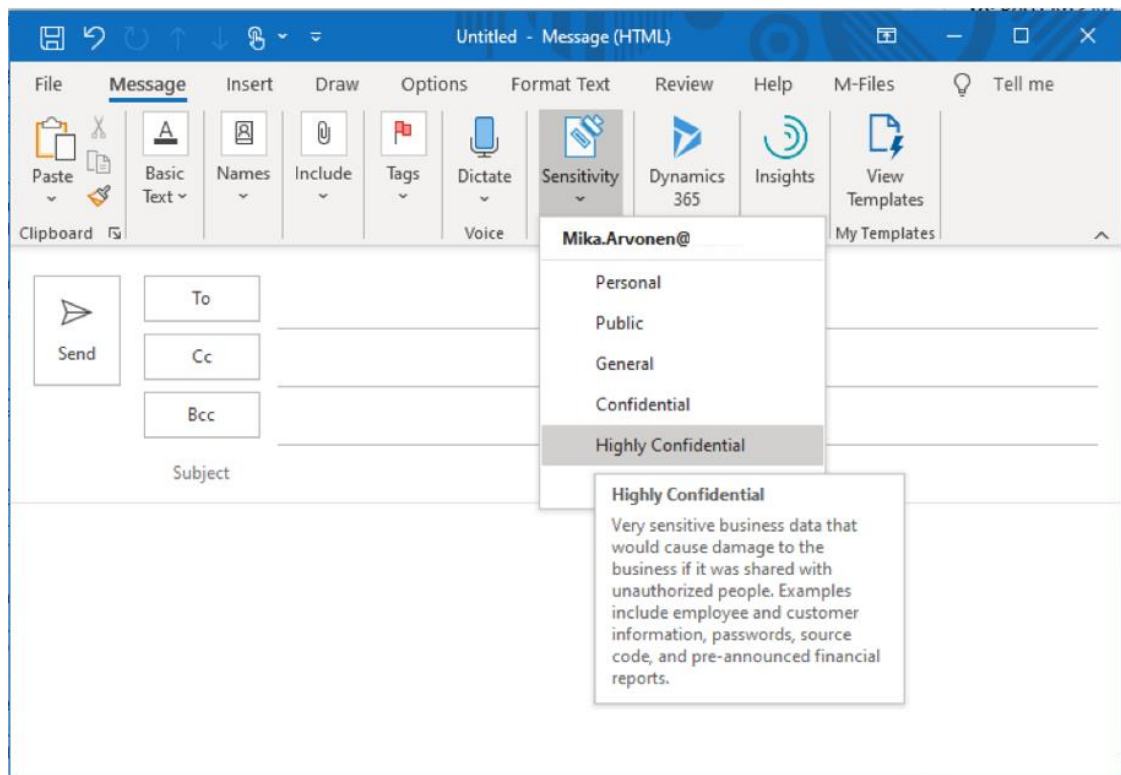 Untitled - Message (HTML)
File Message Insert Draw Options Format Text Review Help M-Files Tell me
Paste
Basic Text
Names
Include
Tags
Dictate
Sensitivity
Dynamics 365
Insights
View Templates
Clipboard
Voice
My Templates
Mika.Arvonen@
Personal
Public
General
Confidential
Highly Confidential
Send
To
Cc
Bcc
Subject
Highly Confidential
Very sensitive business data that
would cause damage to the
business if it was shared with
unauthorized people. Examples
include employee and customer
information, passwords, source
code, and pre-announced financial
reports.